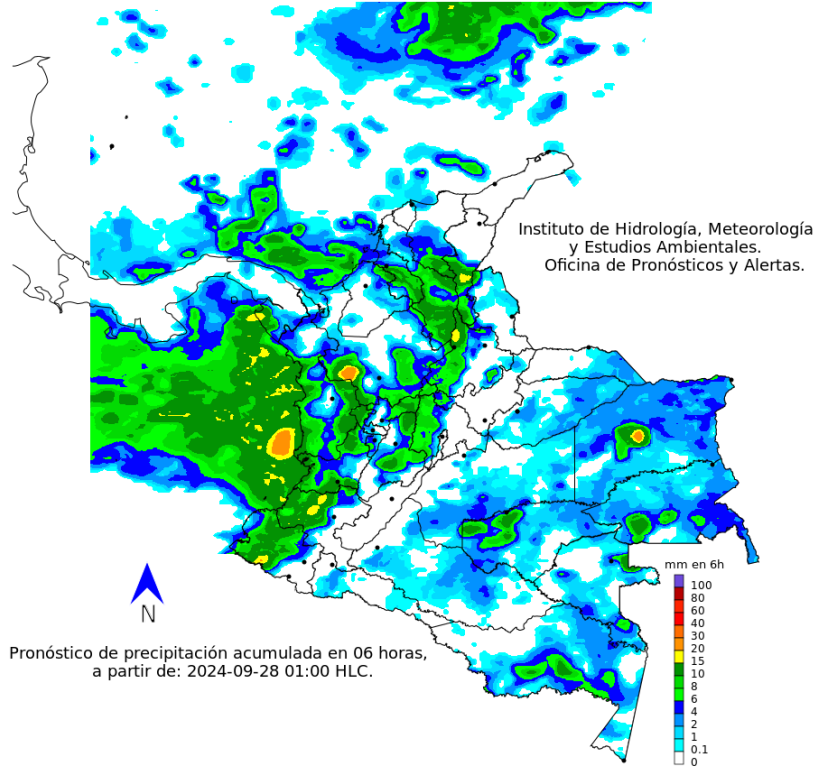 Instituto de Hidrología, Meteorología
y Estudios Ambientales.
Oficina de Pronósticos y Alertas.
mm en 6h
100
80
60
40
30
20
15
10
8
6
4
2
1
0.1
0
N
Pronóstico de precipitación acumulada en 06 horas,
a partir de: 2024-09-28 01:00 HLC.